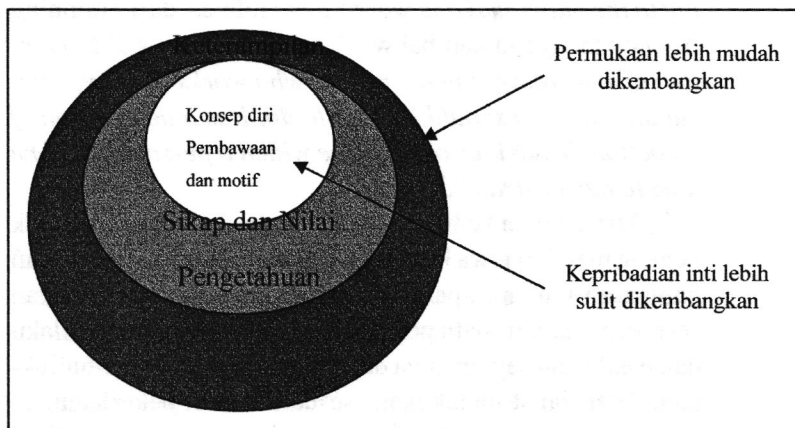 Keterampilan
Konsep diri
Pembawaan
dan motif
Sikap dan Nilai
Pengetahuan
Permukaan lebih mudah
dikembangkan
Kepribadian inti lebih
sulit dikembangkan